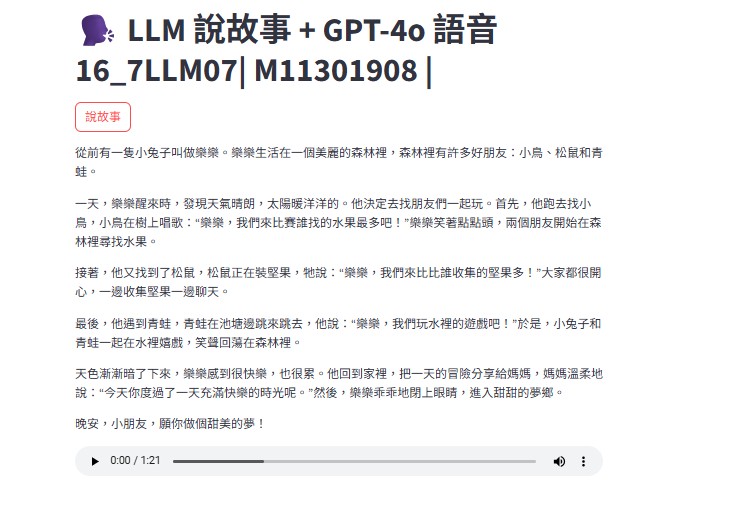 LLM 說故事 + GPT-4o 語音
16_7LLM07| M11301908 |
說故事
從前有一隻小兔子叫做樂樂。樂樂生活在一個美麗的森林裡，森林裡有許多好朋友：小鳥、松鼠和青
蛙。
一天，樂樂醒來時，發現天氣晴朗，太陽暖洋洋的。他決定去找朋友們一起玩。首先，他跑去找小
鳥，小鳥在樹上唱歌：“樂樂，我們來比賽誰找的水果最多吧！”樂樂笑著點點頭，兩個朋友開始在森
林裡尋找水果。
接著，他又找到了松鼠，松鼠正在裝堅果，牠說：“樂樂，我們來比比誰收集的堅果多！”大家都很開
心，一邊收集堅果一邊聊天。
最後，他遇到青蛙，青蛙在池塘邊跳來跳去，他說：“樂樂，我們玩水裡的遊戲吧！”於是，小兔子和
青蛙一起在水裡嬉戲，笑聲回蕩在森林裡。
天色漸漸暗了下來，樂樂感到很快樂，也很累。他回到家裡，把一天的冒險分享給媽媽，媽媽溫柔地
說：“今天你度過了一天充滿快樂的時光呢。”然後，樂樂乖乖地閉上眼睛，進入甜甜的夢鄉。
晚安，小朋友，願你做個甜美的夢！
0:00 / 1:21